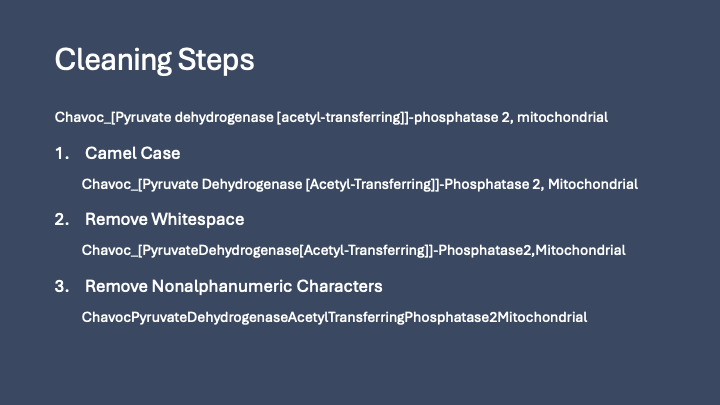 Cleaning Steps
Chavoc_[Pyruvate dehydrogenase [acetyl-transferring]]-phosphatase 2, mitochondrial
1. Camel Case
Chavoc_[Pyruvate Dehydrogenase [Acetyl-Transferring]]-Phosphatase 2, Mitochondrial
2. Remove Whitespace
Chavoc_[PyruvateDehydrogenase[Acetyl-Transferring]]-Phosphatase2,Mitochondrial
3. Remove Nonalphanumeric Characters
ChavocPyruvateDehydrogenaseAcetylTransferringPhosphatase2Mitochondrial